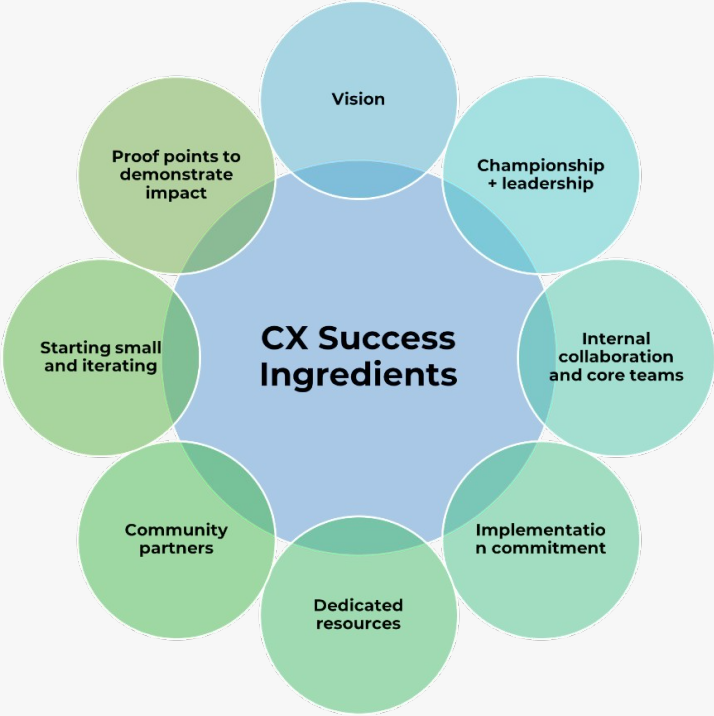 Vision
Championship
+ leadership
Internal
collaboration
and core teams
Implementatio
n commitment
Dedicated
resources
Community
partners
Starting small
and iterating
Proof points to
demonstrate
impact
CX Success
Ingredients